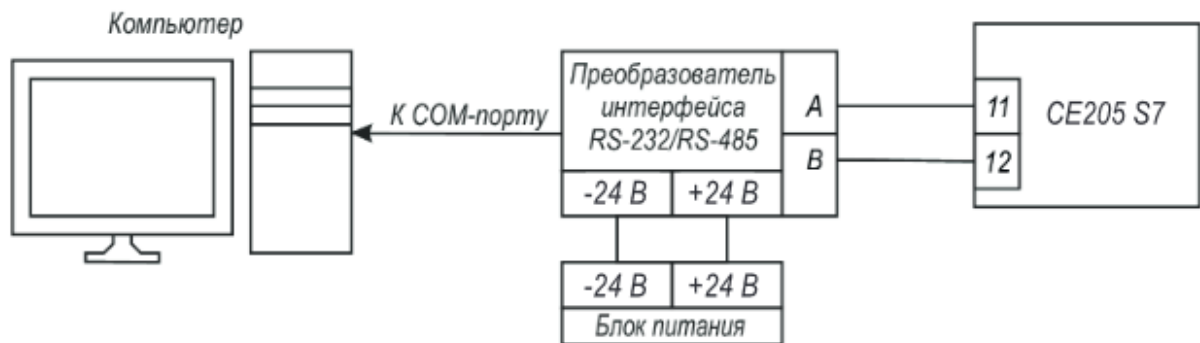 Компьютер
К COM-порту
Преобразователь
интерфейса
RS-232/RS-485
A
B
-24 В
+24 В
-24 В
+24 В
Блок питания
11
12
CE205 S7